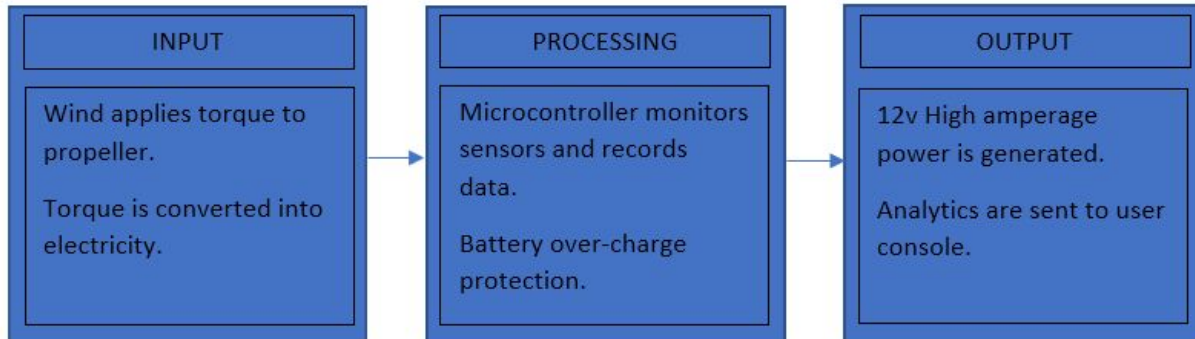 INPUT
Wind applies torque to
propeller.
Torque is converted into
electricity.
PROCESSING
Microcontroller monitors
sensors and records
data.
Battery over-charge
protection.
OUTPUT
12v High amperage
power is generated.
Analytics are sent to user
console.